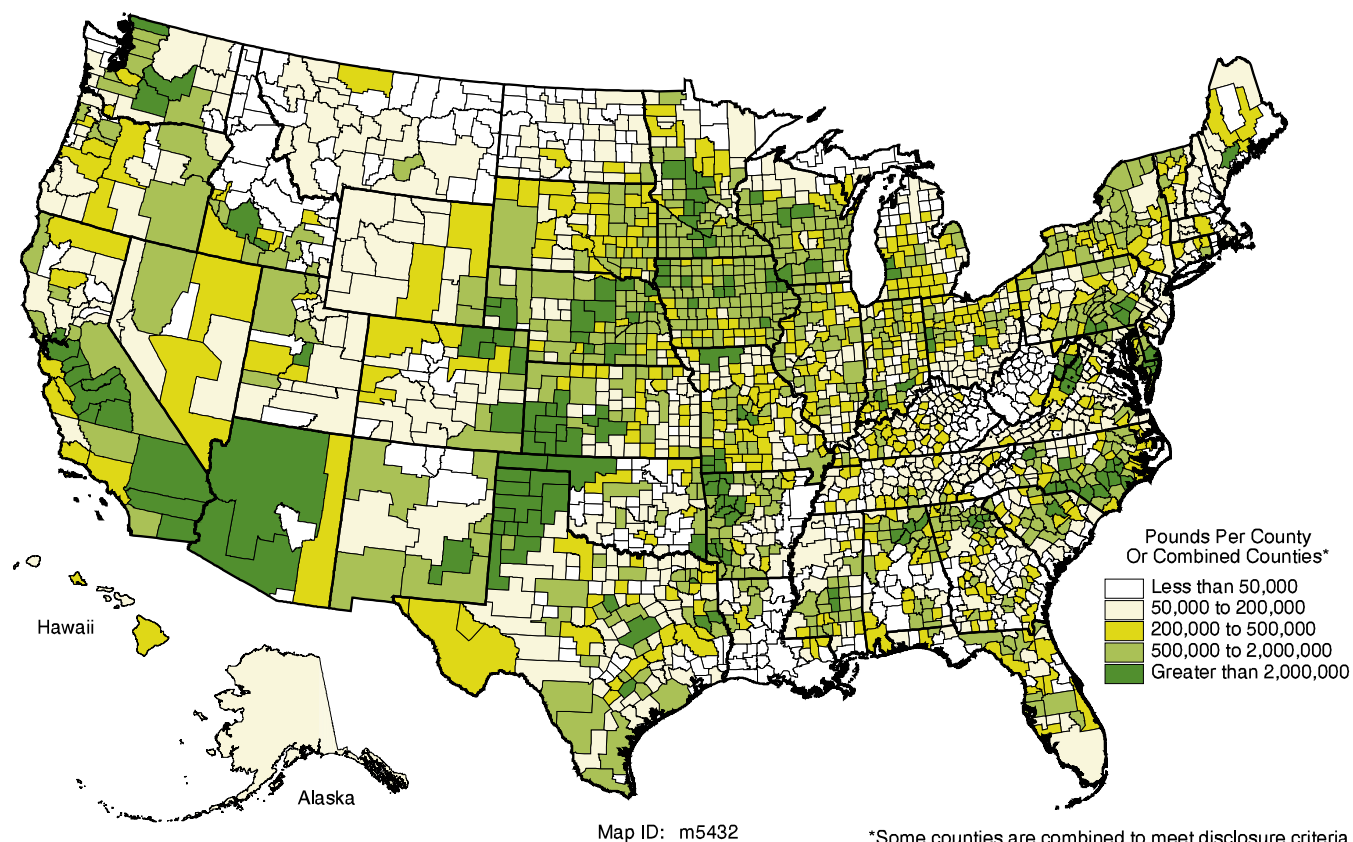 Pounds Per County
Or Combined Counties*
Less than 50,000
50,000 to 200,000
200,000 to 500,000
500,000 to 2,000,000
Greater than 2,000,000
Hawaii
Alaska
Map ID: m5432
*Some counties are combined to meet disclosure criteria